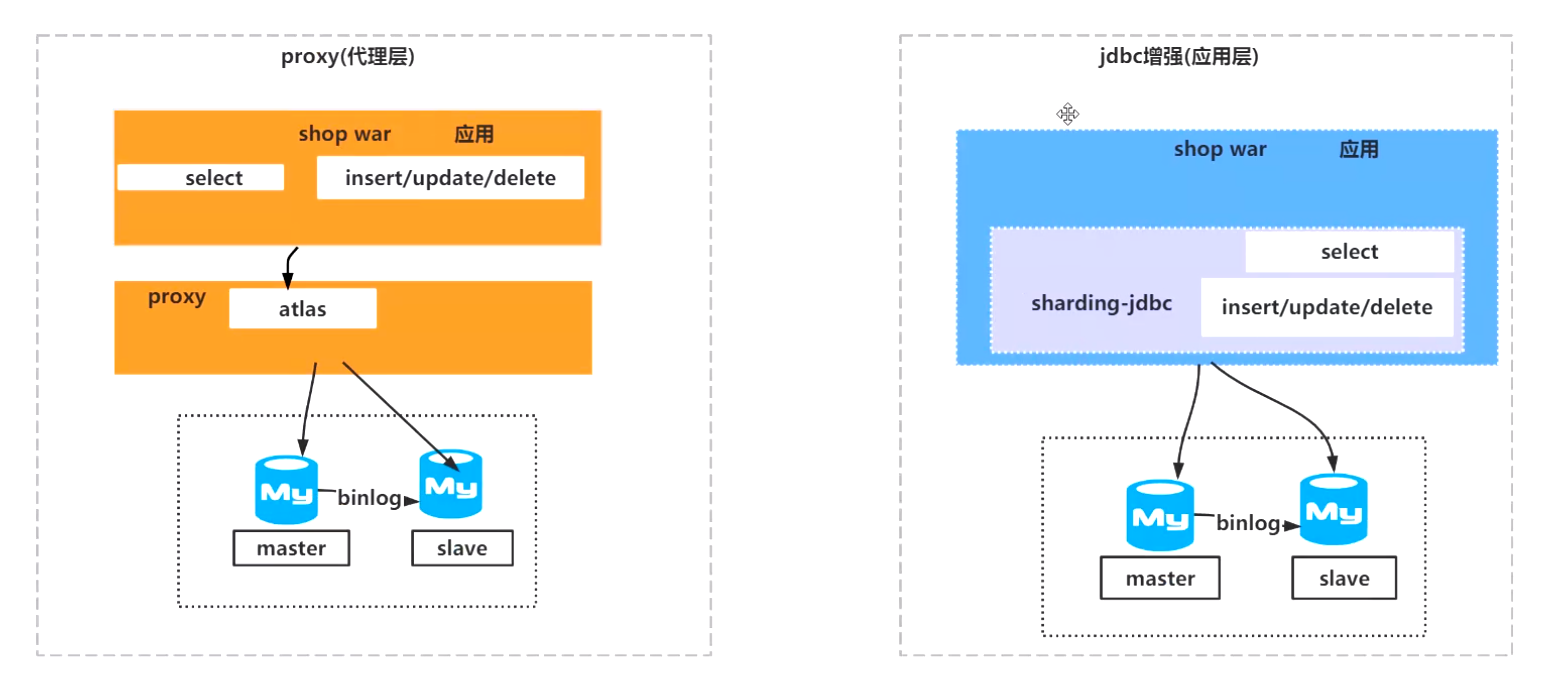 proxy(代理层)
shop war 应用
select
insert/update/delete
proxy
atlas
My
binlog
My
master
slave
jdbc增强(应用层)
shop war 应用
select
sharding-jdbc
insert/update/delete
My
binlog
My
master
slave